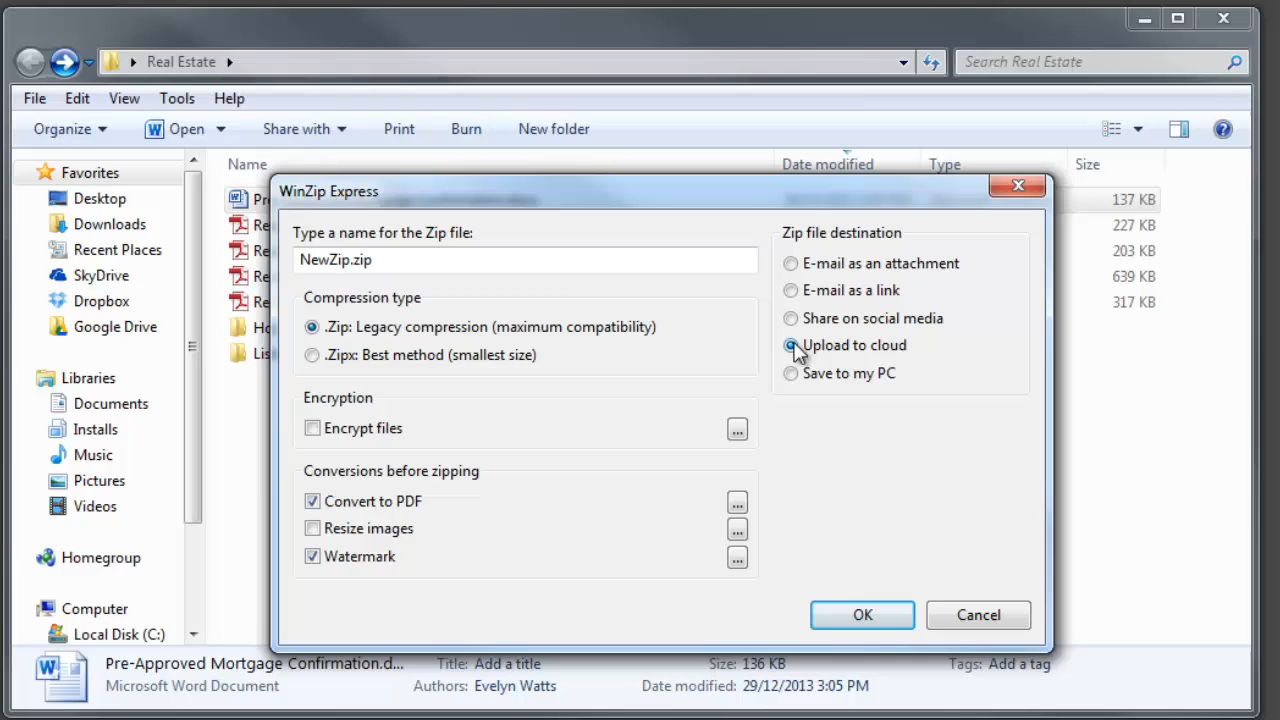 Real Estate
Search Real Estate
File Edit View Tools Help
Organize Open Share with Print Burn New folder
Name Date modified Type Size
Favorites
Desktop
Downloads
Recent Places
SkyDrive
Dropbox
Google Drive
Libraries
Documents
Installs
Music
Pictures
Videos
Homegroup
Computer
Local Disk (C:)
Pr
137 KB
Re
227 KB
Re
203 KB
Re
639 KB
Re
317 KB
Ho
Lis
WinZip Express
Type a name for the Zip file:
NewZip.zip
Compression type
.Zip: Legacy compression (maximum compatibility)
.Zipx: Best method (smallest size)
Encryption
Encrypt files
...
Conversions before zipping
Convert to PDF
...
Resize images
...
Watermark
...
Zip file destination
E-mail as an attachment
E-mail as a link
Share on social media
Upload to cloud
Save to my PC
OK Cancel
Pre-Approved Mortgage Confirmation.d... Title: Add a title Size: 136 KB Tags: Add a tag
Microsoft Word Document Authors: Evelyn Watts Date modified: 29/12/2013 3:05 PM